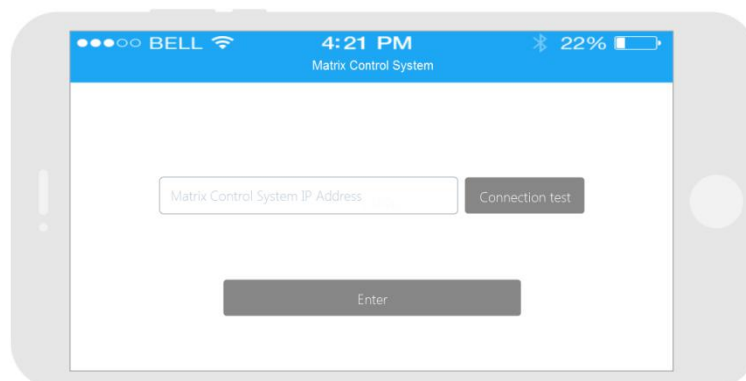 BELL 4:21 PM 22%
Matrix Control System
Matrix Control System IP Address Connection test
Enter